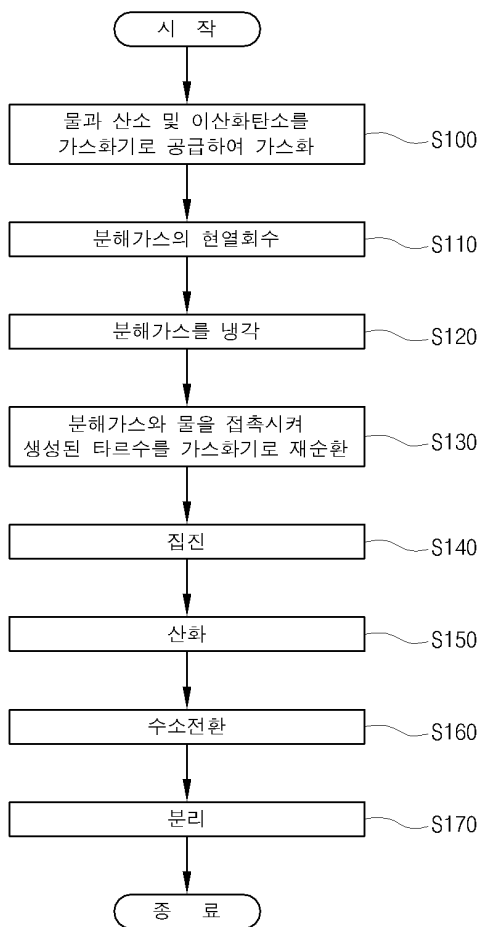 시 작
물과 산소 및 이산화탄소를
가스화기로 공급하여 가스화
S100
분해가스의 현열회수
S110
분해가스를 냉각
S120
분해가스와 물을 접촉시켜
생성된 타르수를 가스화기로 재순환
S130
집진
S140
산화
S150
수소전환
S160
분리
S170
종 료